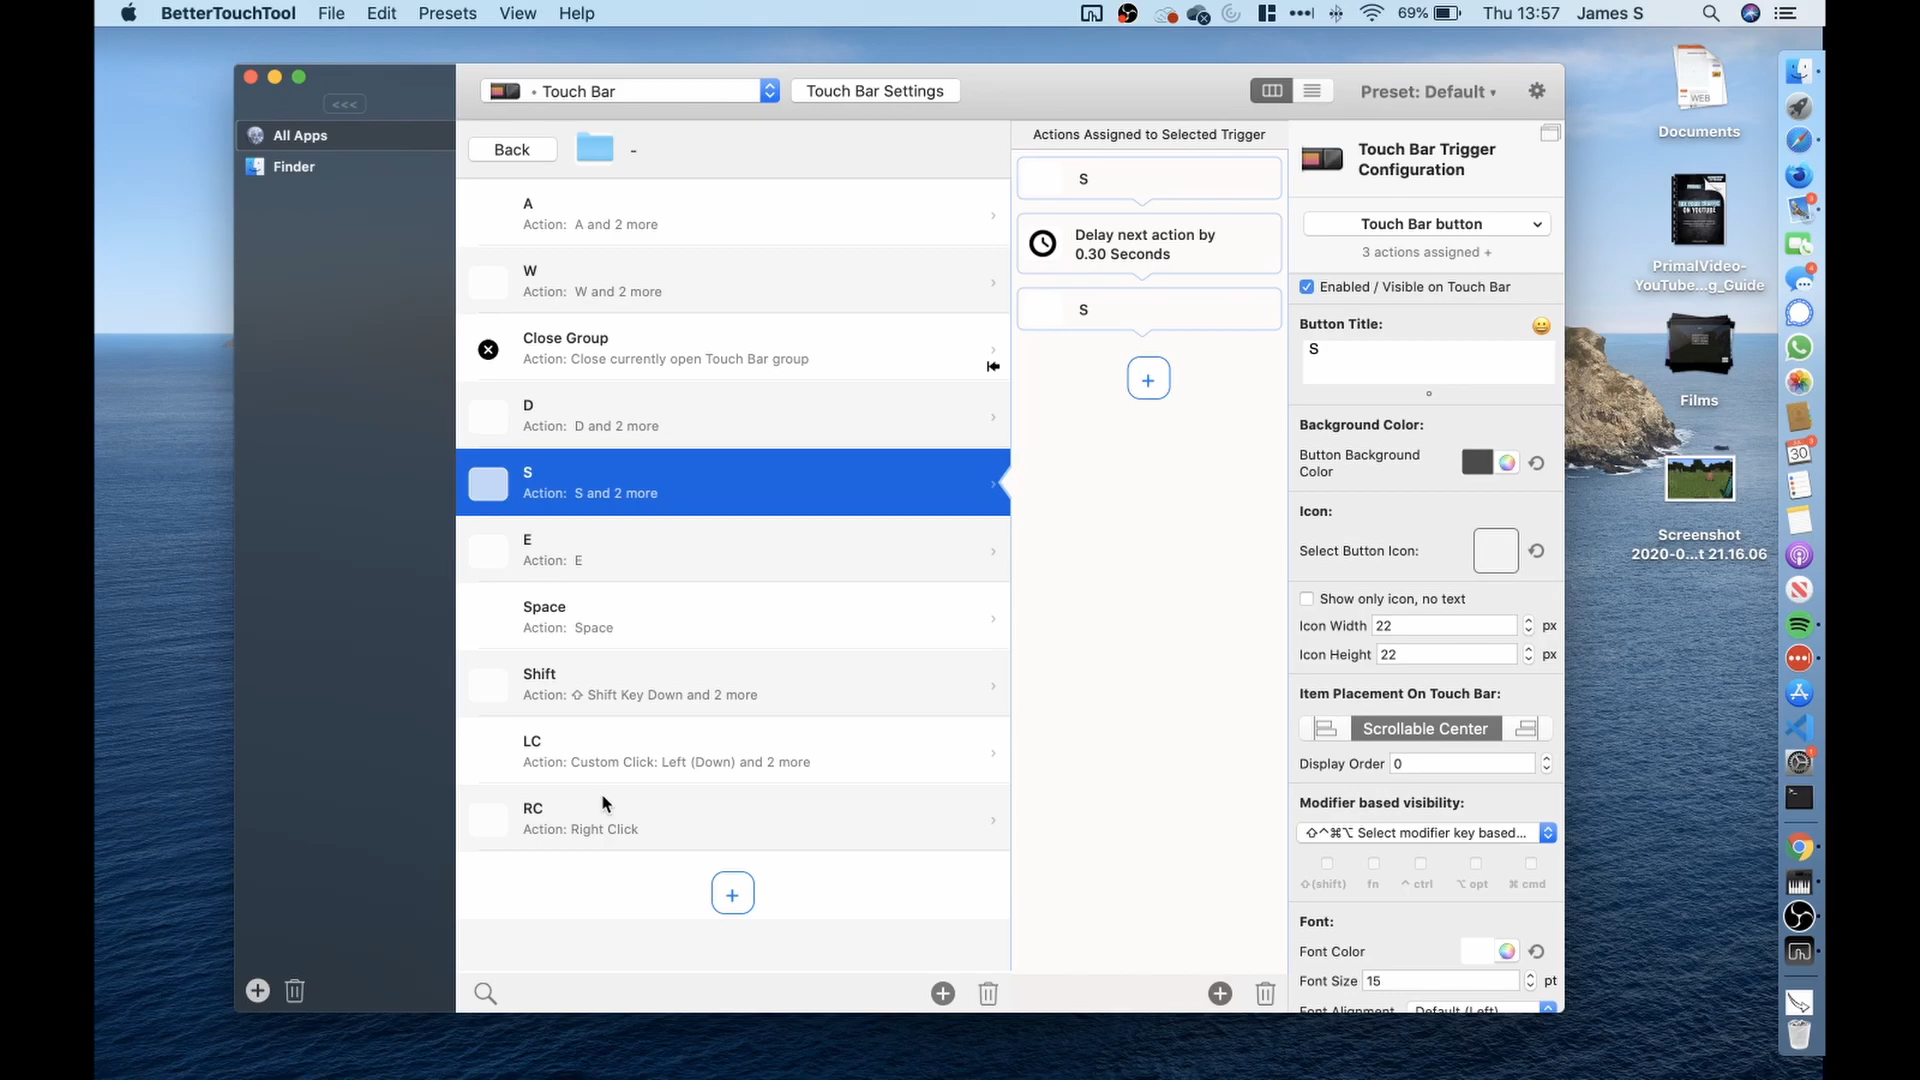 BetterTouchTool File Edit Presets View Help
69% Thu 13:57 James S
<<<
• Touch Bar
Touch Bar Settings
Preset: Default
All Apps
Finder
Back
-
A
Action: A and 2 more
W
Action: W and 2 more
Close Group
Action: Close currently open Touch Bar group
D
Action: D and 2 more
S
Action: S and 2 more
E
Action: E
Space
Action: Space
Shift
Action: ⇧ Shift Key Down and 2 more
LC
Action: Custom Click: Left (Down) and 2 more
RC
Action: Right Click
+
Actions Assigned to Selected Trigger
S
Delay next action by
0.30 Seconds
S
+
Touch Bar Trigger
Configuration
Touch Bar button
3 actions assigned +
Enabled / Visible on Touch Bar
Button Title:
S
Background Color:
Button Background
Color
Icon:
Select Button Icon:
Show only icon, no text
Icon Width 22 px
Icon Height 22 px
Item Placement On Touch Bar:
Scrollable Center
Display Order 0
Modifier based visibility:
⇧^⌘⌥ Select modifier key based...
⇧(shift) fn ^ ctrl ⌥ opt ⌘ cmd
Font:
Font Color
Font Size 15 pt
Font Alignment Default (Left)
WEB
Documents
PrimalVideo-
YouTube...g_Guide
Films
Screenshot
2020-0...t 21.16.06
30